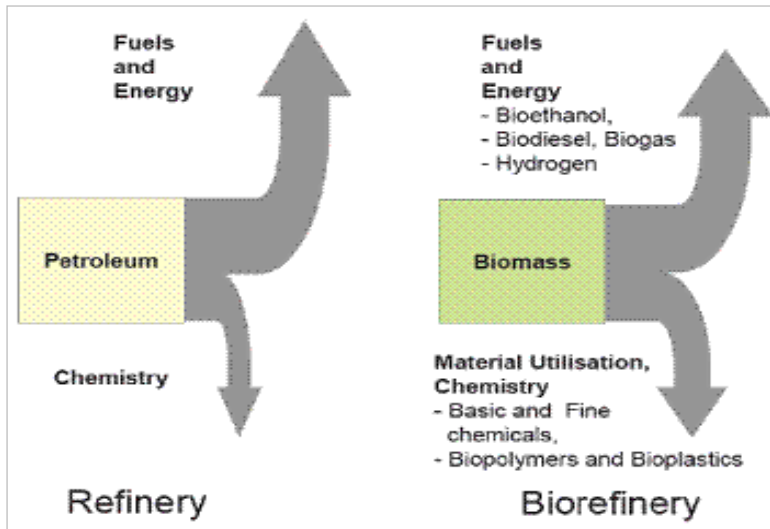 Fuels
and
Energy
Petroleum
Chemistry
Refinery
Fuels
and
Energy
- Bioethanol,
- Biodiesel, Biogas
- Hydrogen
Biomass
Material Utilisation,
Chemistry
- Basic and Fine
chemicals,
- Biopolymers and Bioplastics
Biorefinery